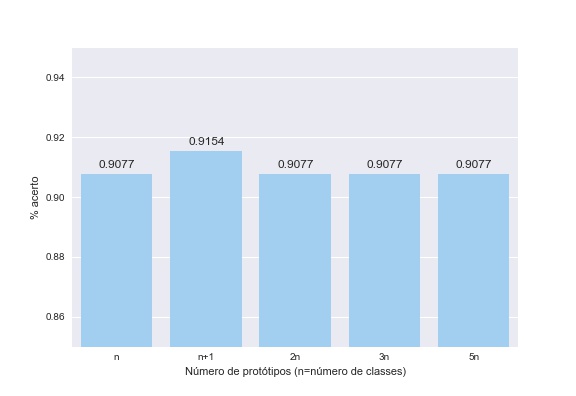 0.94
0.92
0.90
0.88
0.86
% acerto
0.9077
0.9154
0.9077
0.9077
0.9077
n
n+1
2n
3n
5n
Número de protótipos (n=número de classes)